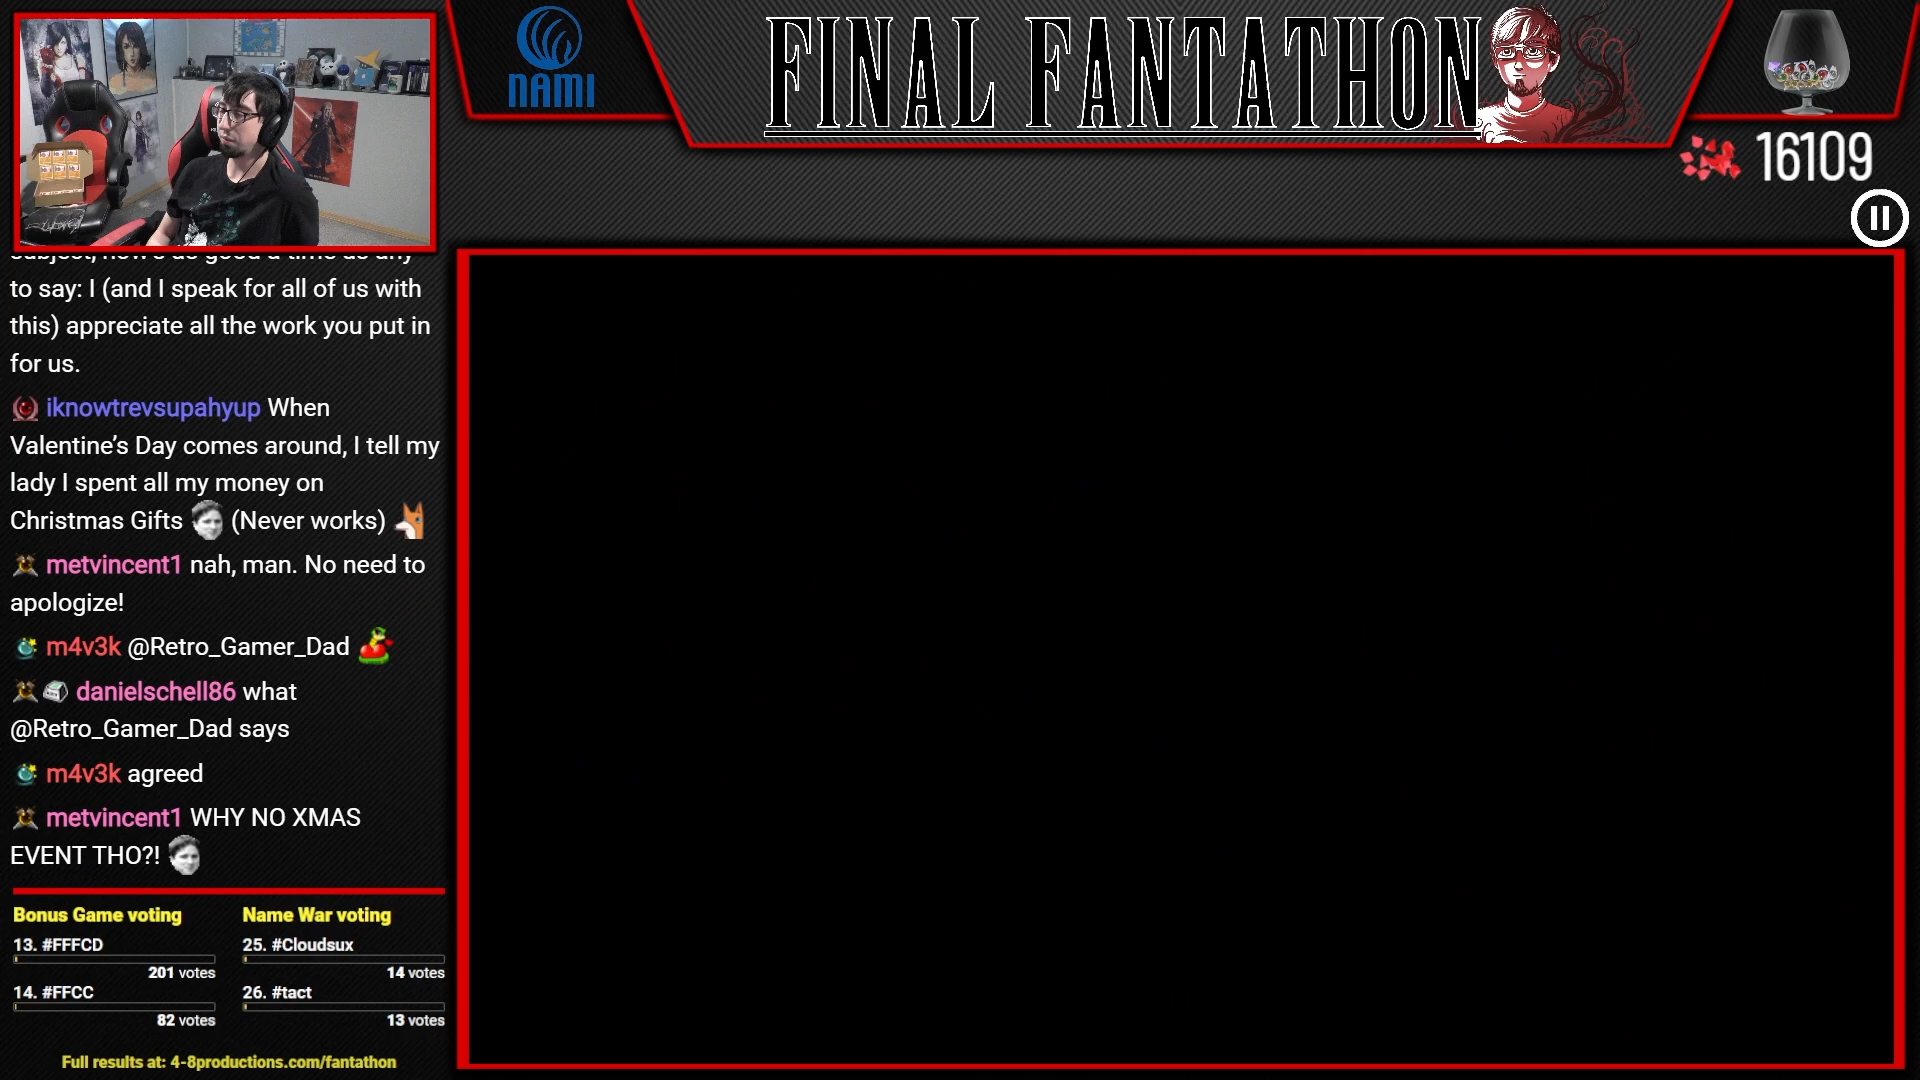 NAMI
FINAL FANTATHON
16109
to say: I (and I speak for all of us with
this) appreciate all the work you put in
for us.
iknowtrevsupahyup When
Valentine’s Day comes around, I tell my
lady I spent all my money on
Christmas Gifts (Never works)
metvincent1 nah, man. No need to
apologize!
m4v3k @Retro_Gamer_Dad
danielschell86 what
@Retro_Gamer_Dad says
m4v3k agreed
metvincent1 WHY NO XMAS
EVENT THO?!
Bonus Game voting
13. #FFFCD
201 votes
14. #FFCC
82 votes
Name War voting
25. #Cloudsux
14 votes
26. #tact
13 votes
Full results at: 4-8productions.com/fantathon